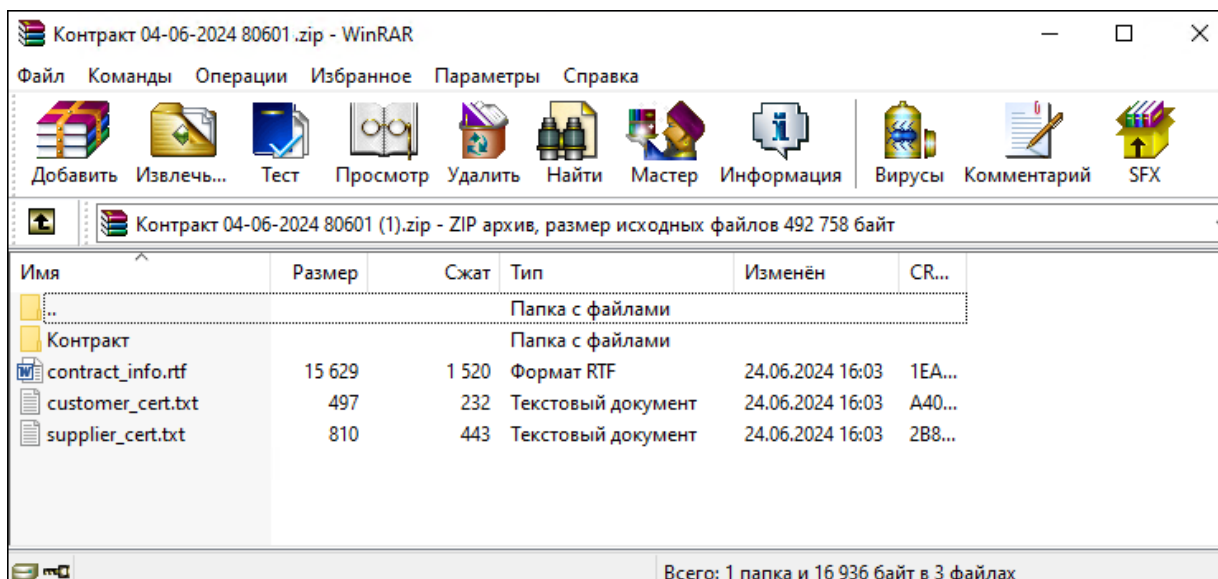 Контракт 04-06-2024 80601 .zip - WinRAR
Файл Команды Операции Избранное Параметры Справка
Добавить Извлечь... Тест Просмотр Удалить Найти Мастер Информация Вирусы Комментарий SFX
Контракт 04-06-2024 80601 (1).zip - ZIP архив, размер исходных файлов 492 758 байт
Имя Размер Сжат Тип Изменён CR...
.. Папка с файлами
Контракт Папка с файлами
contract_info.rtf 15 629 1 520 Формат RTF 24.06.2024 16:03 1EA...
customer_cert.txt 497 232 Текстовый документ 24.06.2024 16:03 A40...
supplier_cert.txt 810 443 Текстовый документ 24.06.2024 16:03 2B8...
Всего: 1 папка и 16 936 байт в 3 файлах